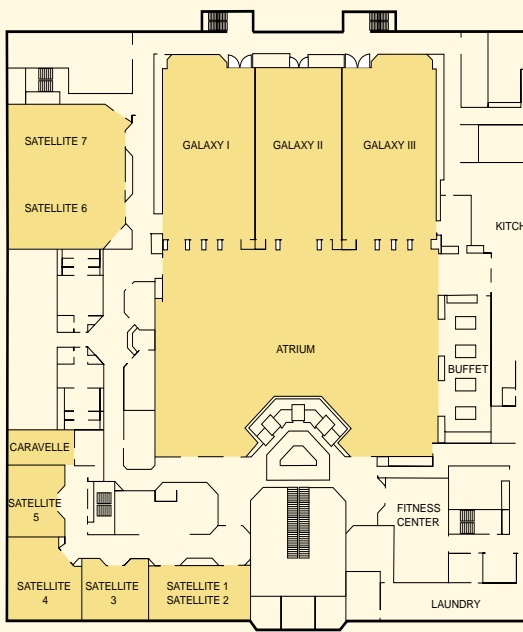 SATELLITE 7
GALAXY I
GALAXY II
GALAXY III
SATELLITE 6
KITCH
ATRIUM
BUFFET
CARAVELLE
SATELLITE
5
FITNESS
CENTER
SATELLITE
4
SATELLITE
3
SATELLITE 1
SATELLITE 2
LAUNDRY